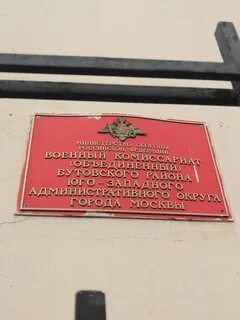 МИНИСТЕРСТВО ОБОРОНЫ
РОССИЙСКОЙ ФЕДЕРАЦИИ
ВОЕННЫЙ КОМИССАРИАТ
(ОБЪЕДИНЕННЫЙ)
БУТОВСКОГО РАЙОНА
ЮГО - ЗАПАДНОГО
АДМИНИСТРАТИВНОГО ОКРУГА
ГОРОДА МОСКВЫ